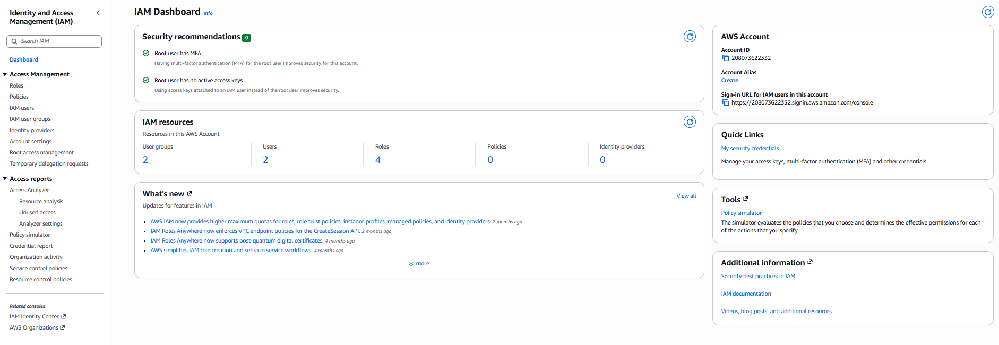 Identity and Access
Management (IAM)
Search IAM
Dashboard
Access Management
Roles
Policies
IAM users
IAM user groups
Identity providers
Account settings
Root access management
Temporary delegation requests
Access reports
Access Analyzer
Resource analysis
Unused access
Analyzer settings
Policy simulator
Credential report
Organization activity
Service control policies
Resource control policies
Related consoles
IAM Identity Center
AWS Organizations
IAM Dashboard Info
Security recommendations 0
Root user has MFA
Having multi-factor authentication (MFA) for the root user improves security for this account.
Root user has no active access keys
Using access keys attached to an IAM user instead of the root user improves security.
IAM resources
Resources in this AWS Account
User groups
2
Users
2
Roles
4
Policies
0
Identity providers
0
What's new
View all
Updates for features in IAM
AWS IAM now provides higher maximum quotas for roles, role trust policies, instance profiles, managed policies, and identity providers. 2 months ago
IAM Roles Anywhere now enforces VPC endpoint policies for the CreateSession API. 2 months ago
IAM Roles Anywhere now supports post-quantum digital certificates. 4 months ago
AWS simplifies IAM role creation and setup in service workflows. 4 months ago
more
AWS Account
Account ID
208073622332
Account Alias
Create
Sign-in URL for IAM users in this account
https://208073622332.signin.aws.amazon.com/console
Quick Links
My security credentials
Manage your access keys, multi-factor authentication (MFA) and other credentials.
Tools
Policy simulator
The simulator evaluates the policies that you choose and determines the effective permissions for each
of the actions that you specify.
Additional information
Security best practices in IAM
IAM documentation
Videos, blog posts, and additional resources